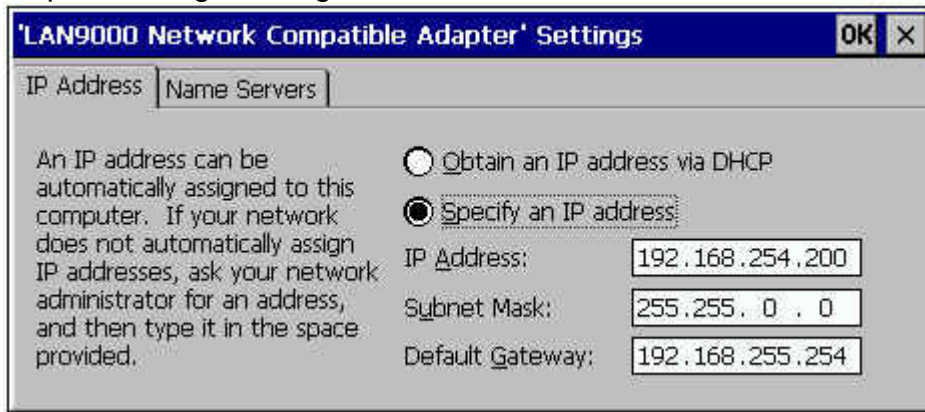 'LAN9000 Network Compatible Adapter' Settings OK ×
IP Address Name Servers
An IP address can be
automatically assigned to this
computer. If your network
does not automatically assign
IP addresses, ask your network
administrator for an address,
and then type it in the space
provided.
Obtain an IP address via DHCP
Specify an IP address
IP Address: 192.168.254.200
Subnet Mask: 255.255. 0 . 0
Default Gateway: 192.168.255.254